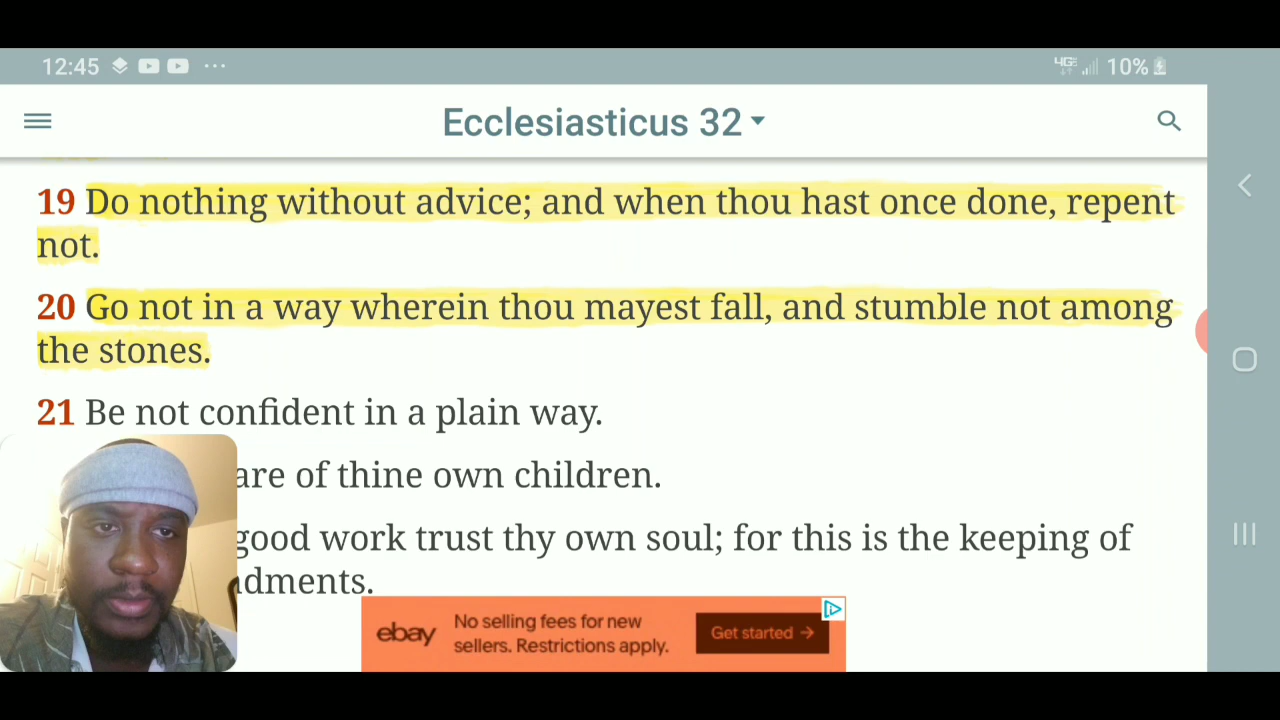 12:45 ... 4GE 10%
Ecclesiasticus 32
19 Do nothing without advice; and when thou hast once done, repent
not.
20 Go not in a way wherein thou mayest fall, and stumble not among
the stones.
21 Be not confident in a plain way.
are of thine own children.
good work trust thy own soul; for this is the keeping of
dments.
ebay
No selling fees for new
sellers. Restrictions apply.
Get started →